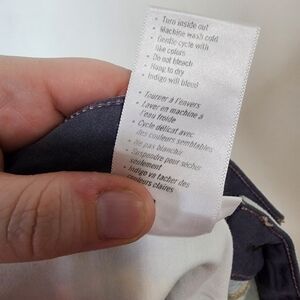 • Turn inside out
• Machine wash cold
• Gentle cycle with
like colors
• Do not bleach
• Hang to dry
• Indigo will bleed
• Tourner à l'envers
• Laver en machine à
l'eau froide
• Cycle délicat avec
des couleurs semblables
• Ne pas blanchir
• Suspendre pour sécher
seulement
• Indigo va tacher des
couleurs claires